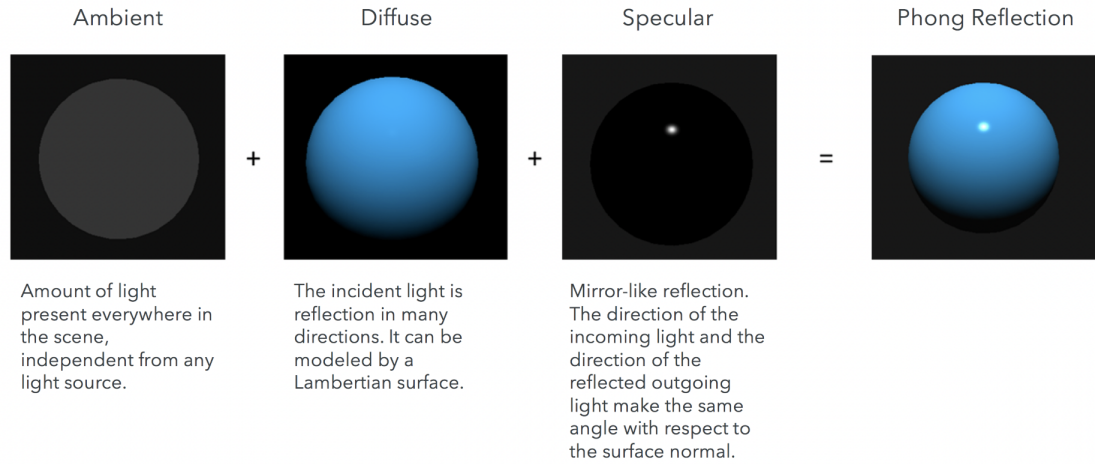 Ambient
Diffuse
Specular
Phong Reflection
+
+
=
Amount of light
present everywhere in
the scene,
independent from any
light source.
The incident light is
reflection in many
directions. It can be
modeled by a
Lambertian surface.
Mirror-like reflection.
The direction of the
incoming light and the
direction of the
reflected outgoing
light make the same
angle with respect to
the surface normal.